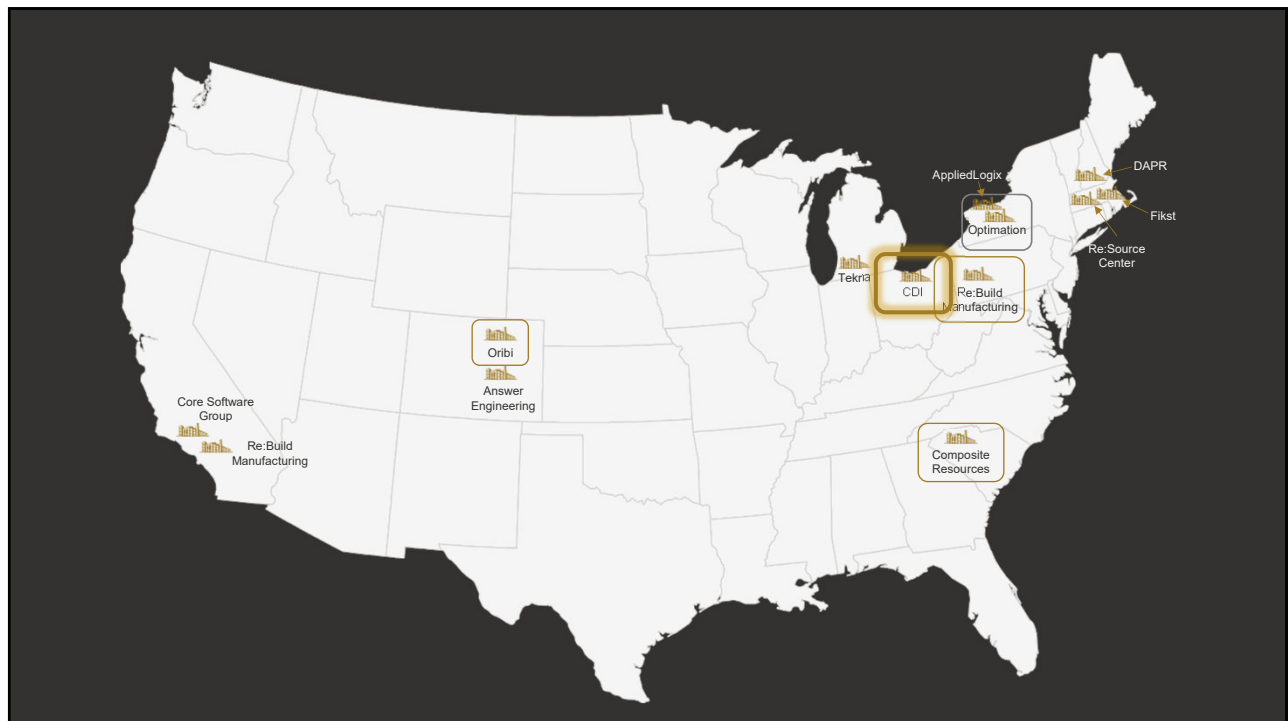 DAPR
AppliedLogix
Fikst
Optimation
Re:Source
Center
Tekna
CDI
Re:Build
Manufacturing
Oribi
Answer
Engineering
Core Software
Group
Re:Build
Manufacturing
Composite
Resources